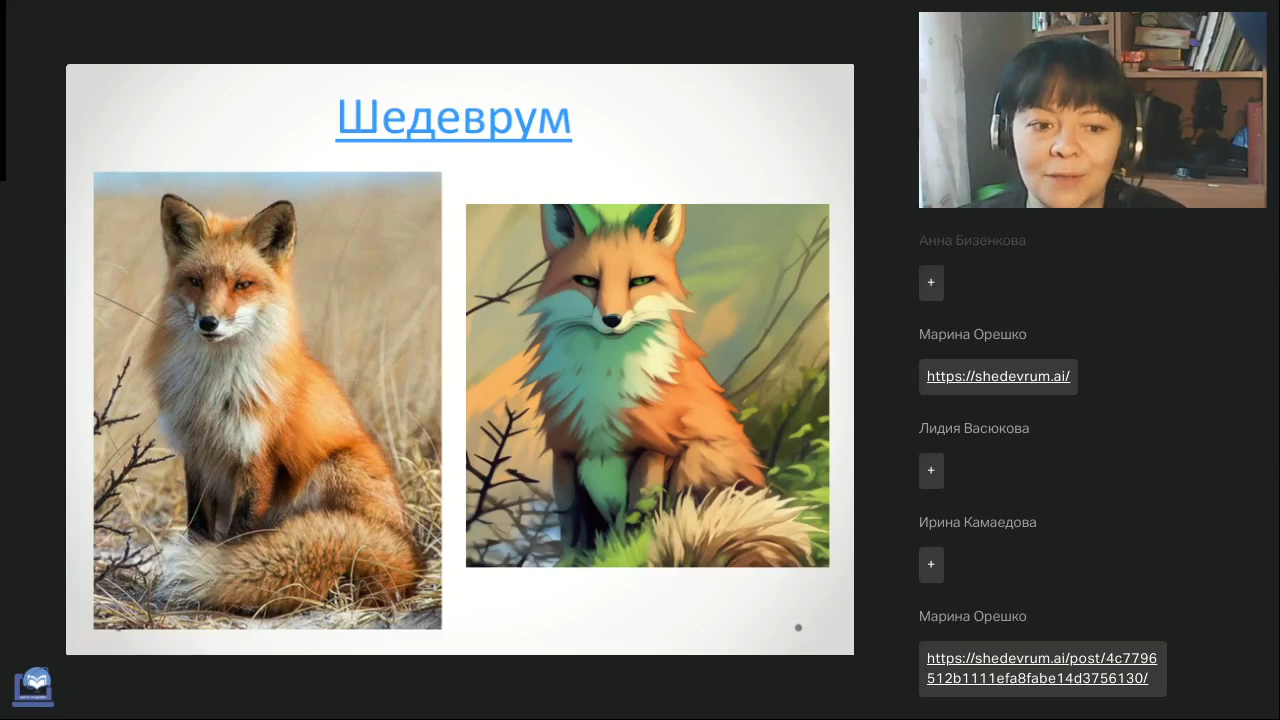 Шедеврум
Анна Бизенкова
+
Марина Орешко
https://shedevrum.ai/
Лидия Васюкова
+
Ирина Камаедова
+
Марина Орешко
https://shedevrum.ai/post/4c7796
512b1111efa8fabe14d3756130/